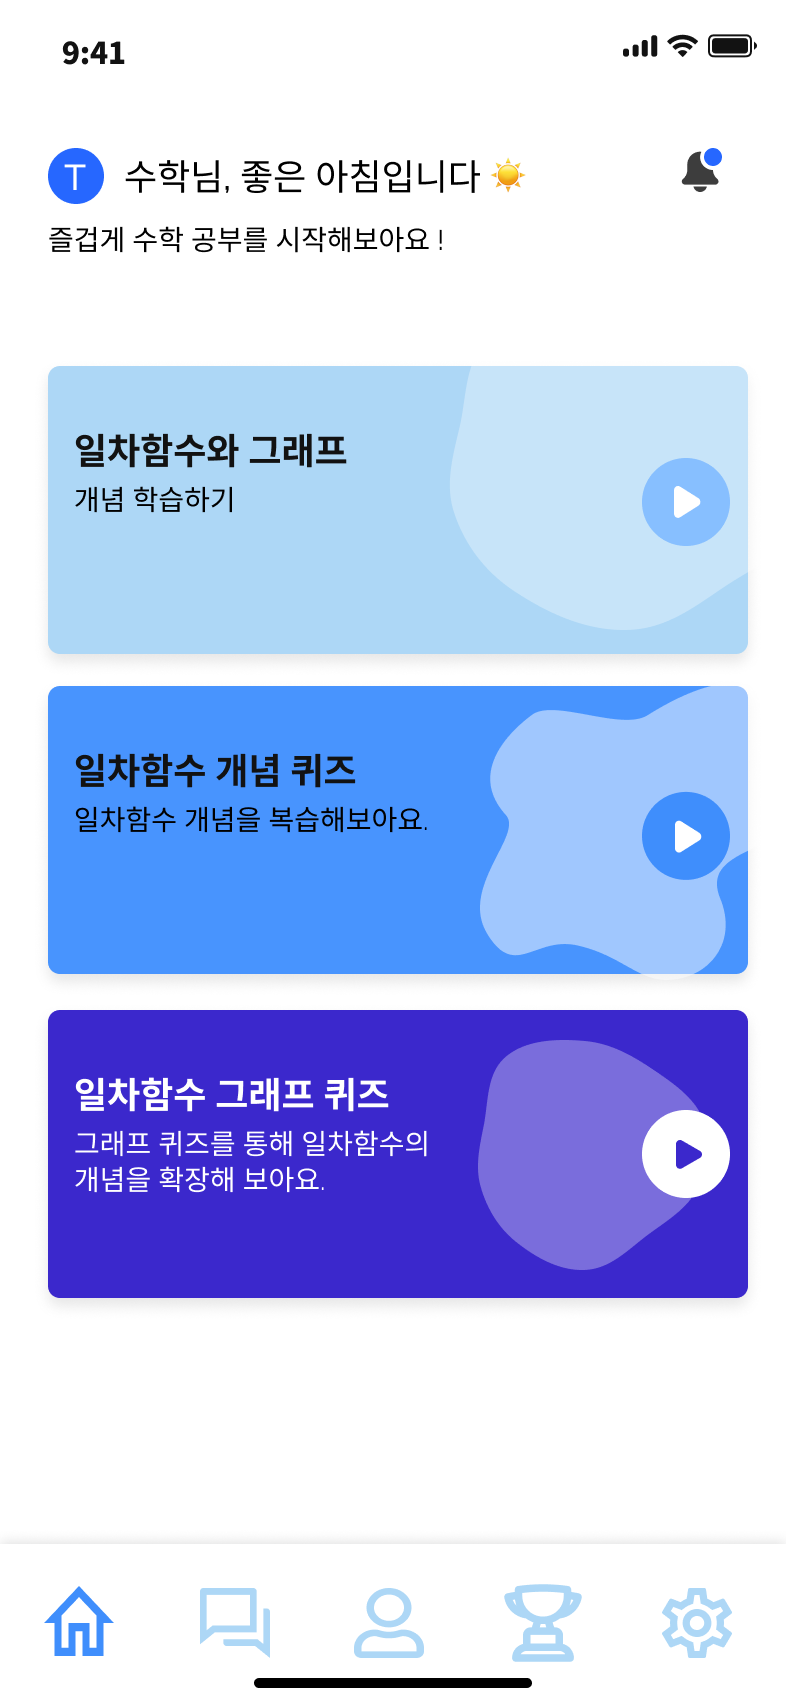 9:41
T 수학님, 좋은 아침입니다 ☀️
즐겁게 수학 공부를 시작해보아요 !
일차함수와 그래프
개념 학습하기
일차함수 개념 퀴즈
일차함수 개념을 복습해보아요.
일차함수 그래프 퀴즈
그래프 퀴즈를 통해 일차함수의
개념을 확장해 보아요.